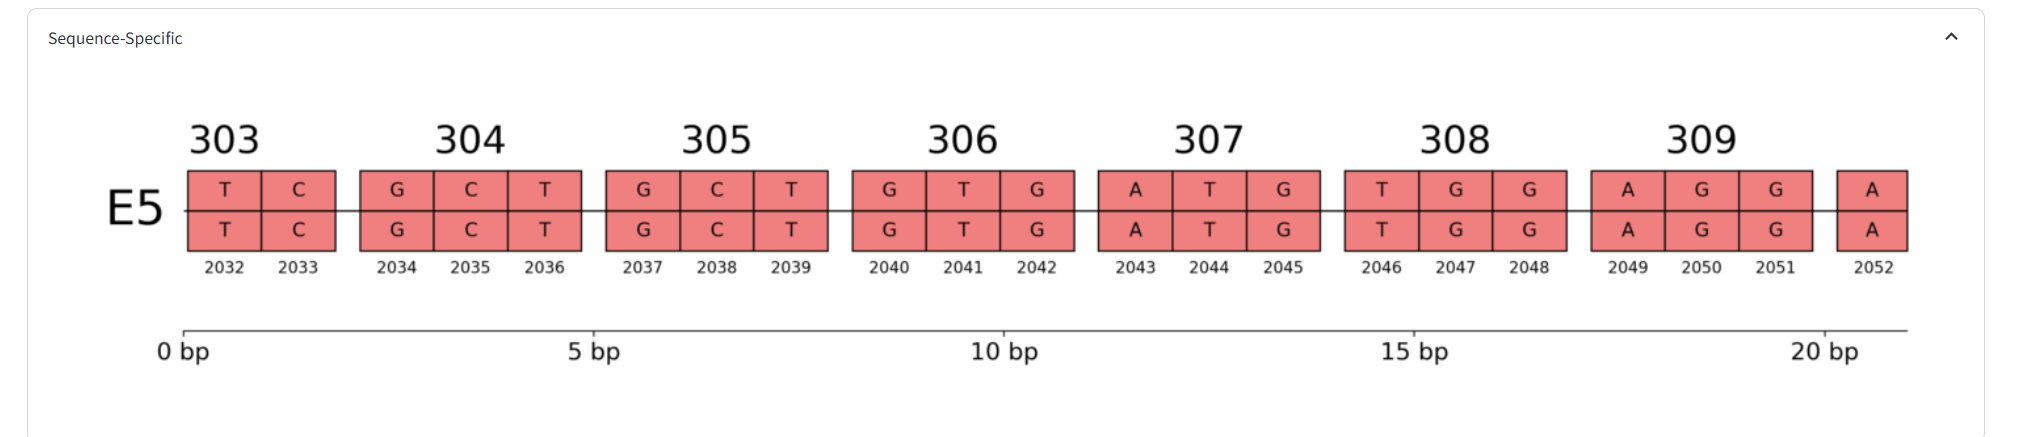 Sequence-Specific
303 304 305 306 307 308 309
T C G C T G C T G T G A T G T G G A G G A
E5
T C G C T G C T G T G A T G T G G A G G A
2032 2033 2034 2035 2036 2037 2038 2039 2040 2041 2042 2043 2044 2045 2046 2047 2048 2049 2050 2051 2052
0 bp 5 bp 10 bp 15 bp 20 bp